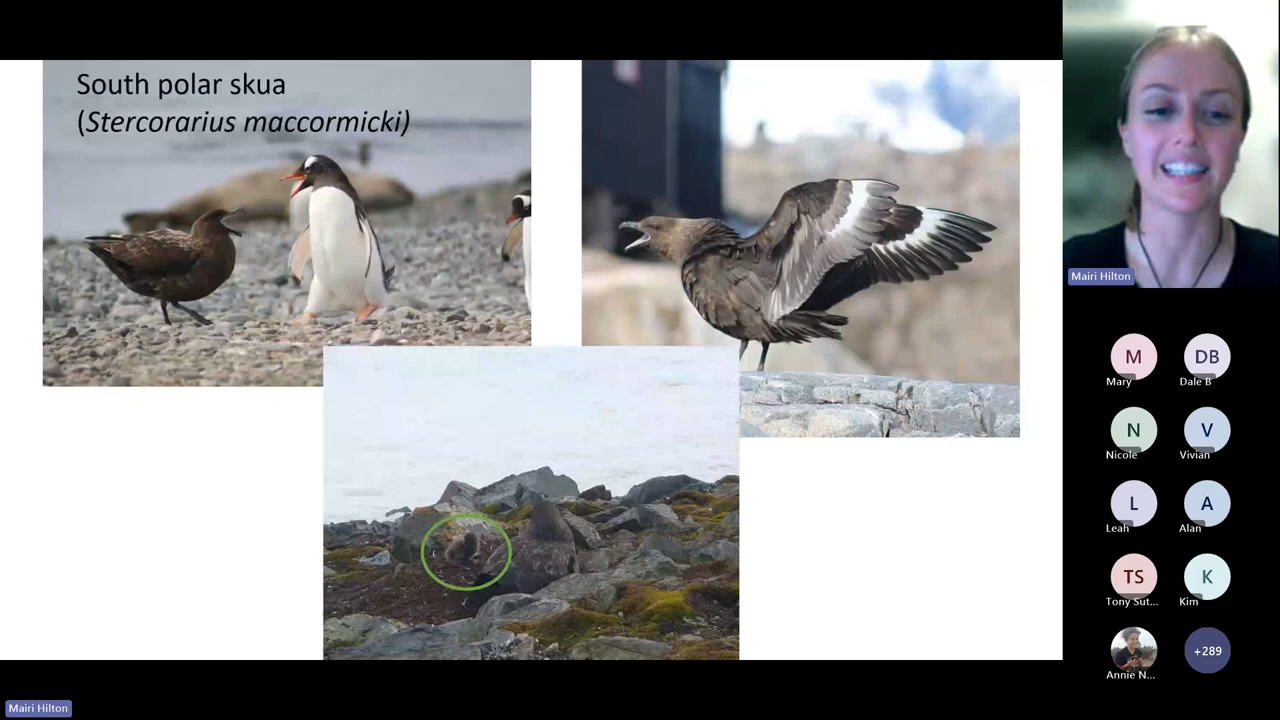 South polar skua
(Stercorarius maccormicki)
Mairi Hilton
M
DB
Mary
Dale B
N
V
Nicole
Vivian
L
A
Leah
Alan
TS
K
Tony Sut...
Kim
+289
Annie N...
Mairi Hilton